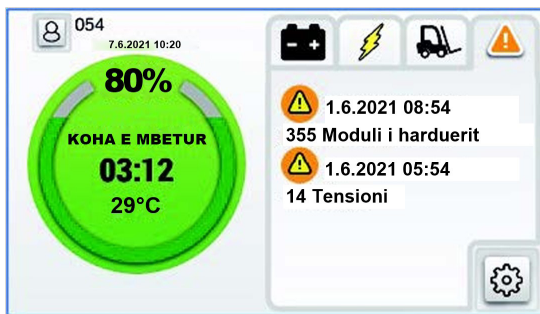 054
7.6.2021 10:20
80%
KOHA E MBETUR
03:12
29°C
1.6.2021 08:54
355 Moduli i harduerit
1.6.2021 05:54
14 Tensioni